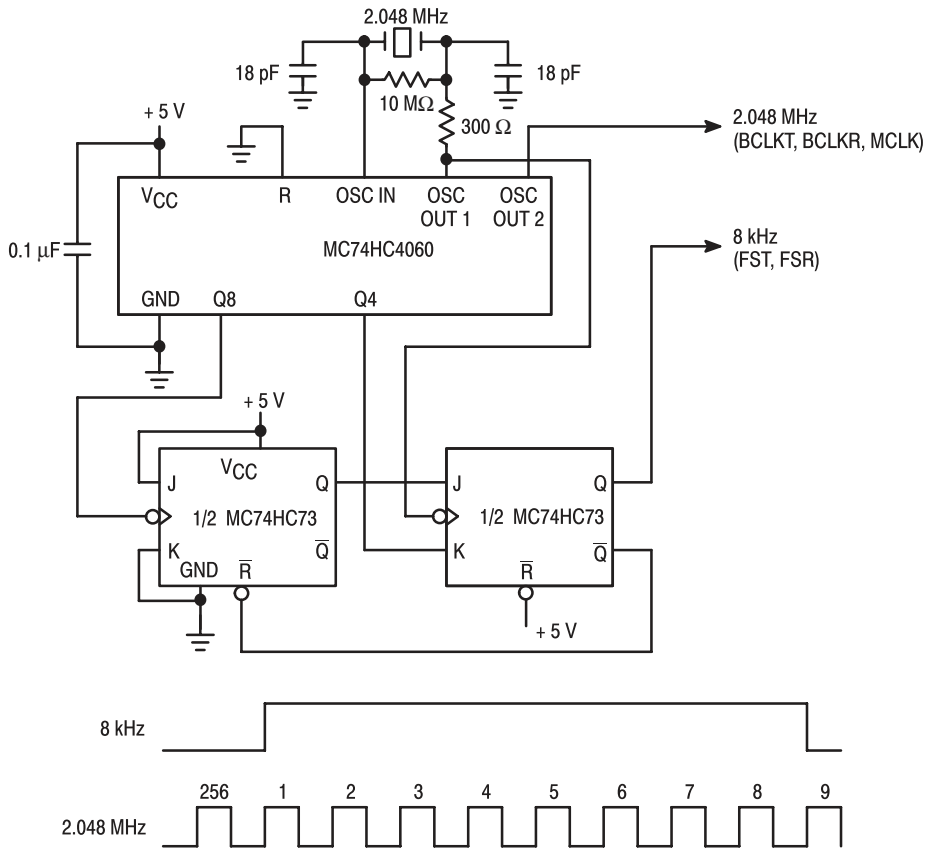 2.048 MHz
18 pF
18 pF
10 MΩ
300 Ω
+ 5 V
2.048 MHz
(BCLKT, BCLKR, MCLK)
VCC
R
OSC IN
OSC
OUT 1
OSC
OUT 2
0.1 μF
MC74HC4060
8 kHz
(FST, FSR)
GND
Q8
Q4
+ 5 V
VCC
J
Q
1/2 MC74HC73
K
Q̅
GND
R̅
J
Q
1/2 MC74HC73
K
Q̅
R̅
+ 5 V
8 kHz
256 1 2 3 4 5 6 7 8 9
2.048 MHz